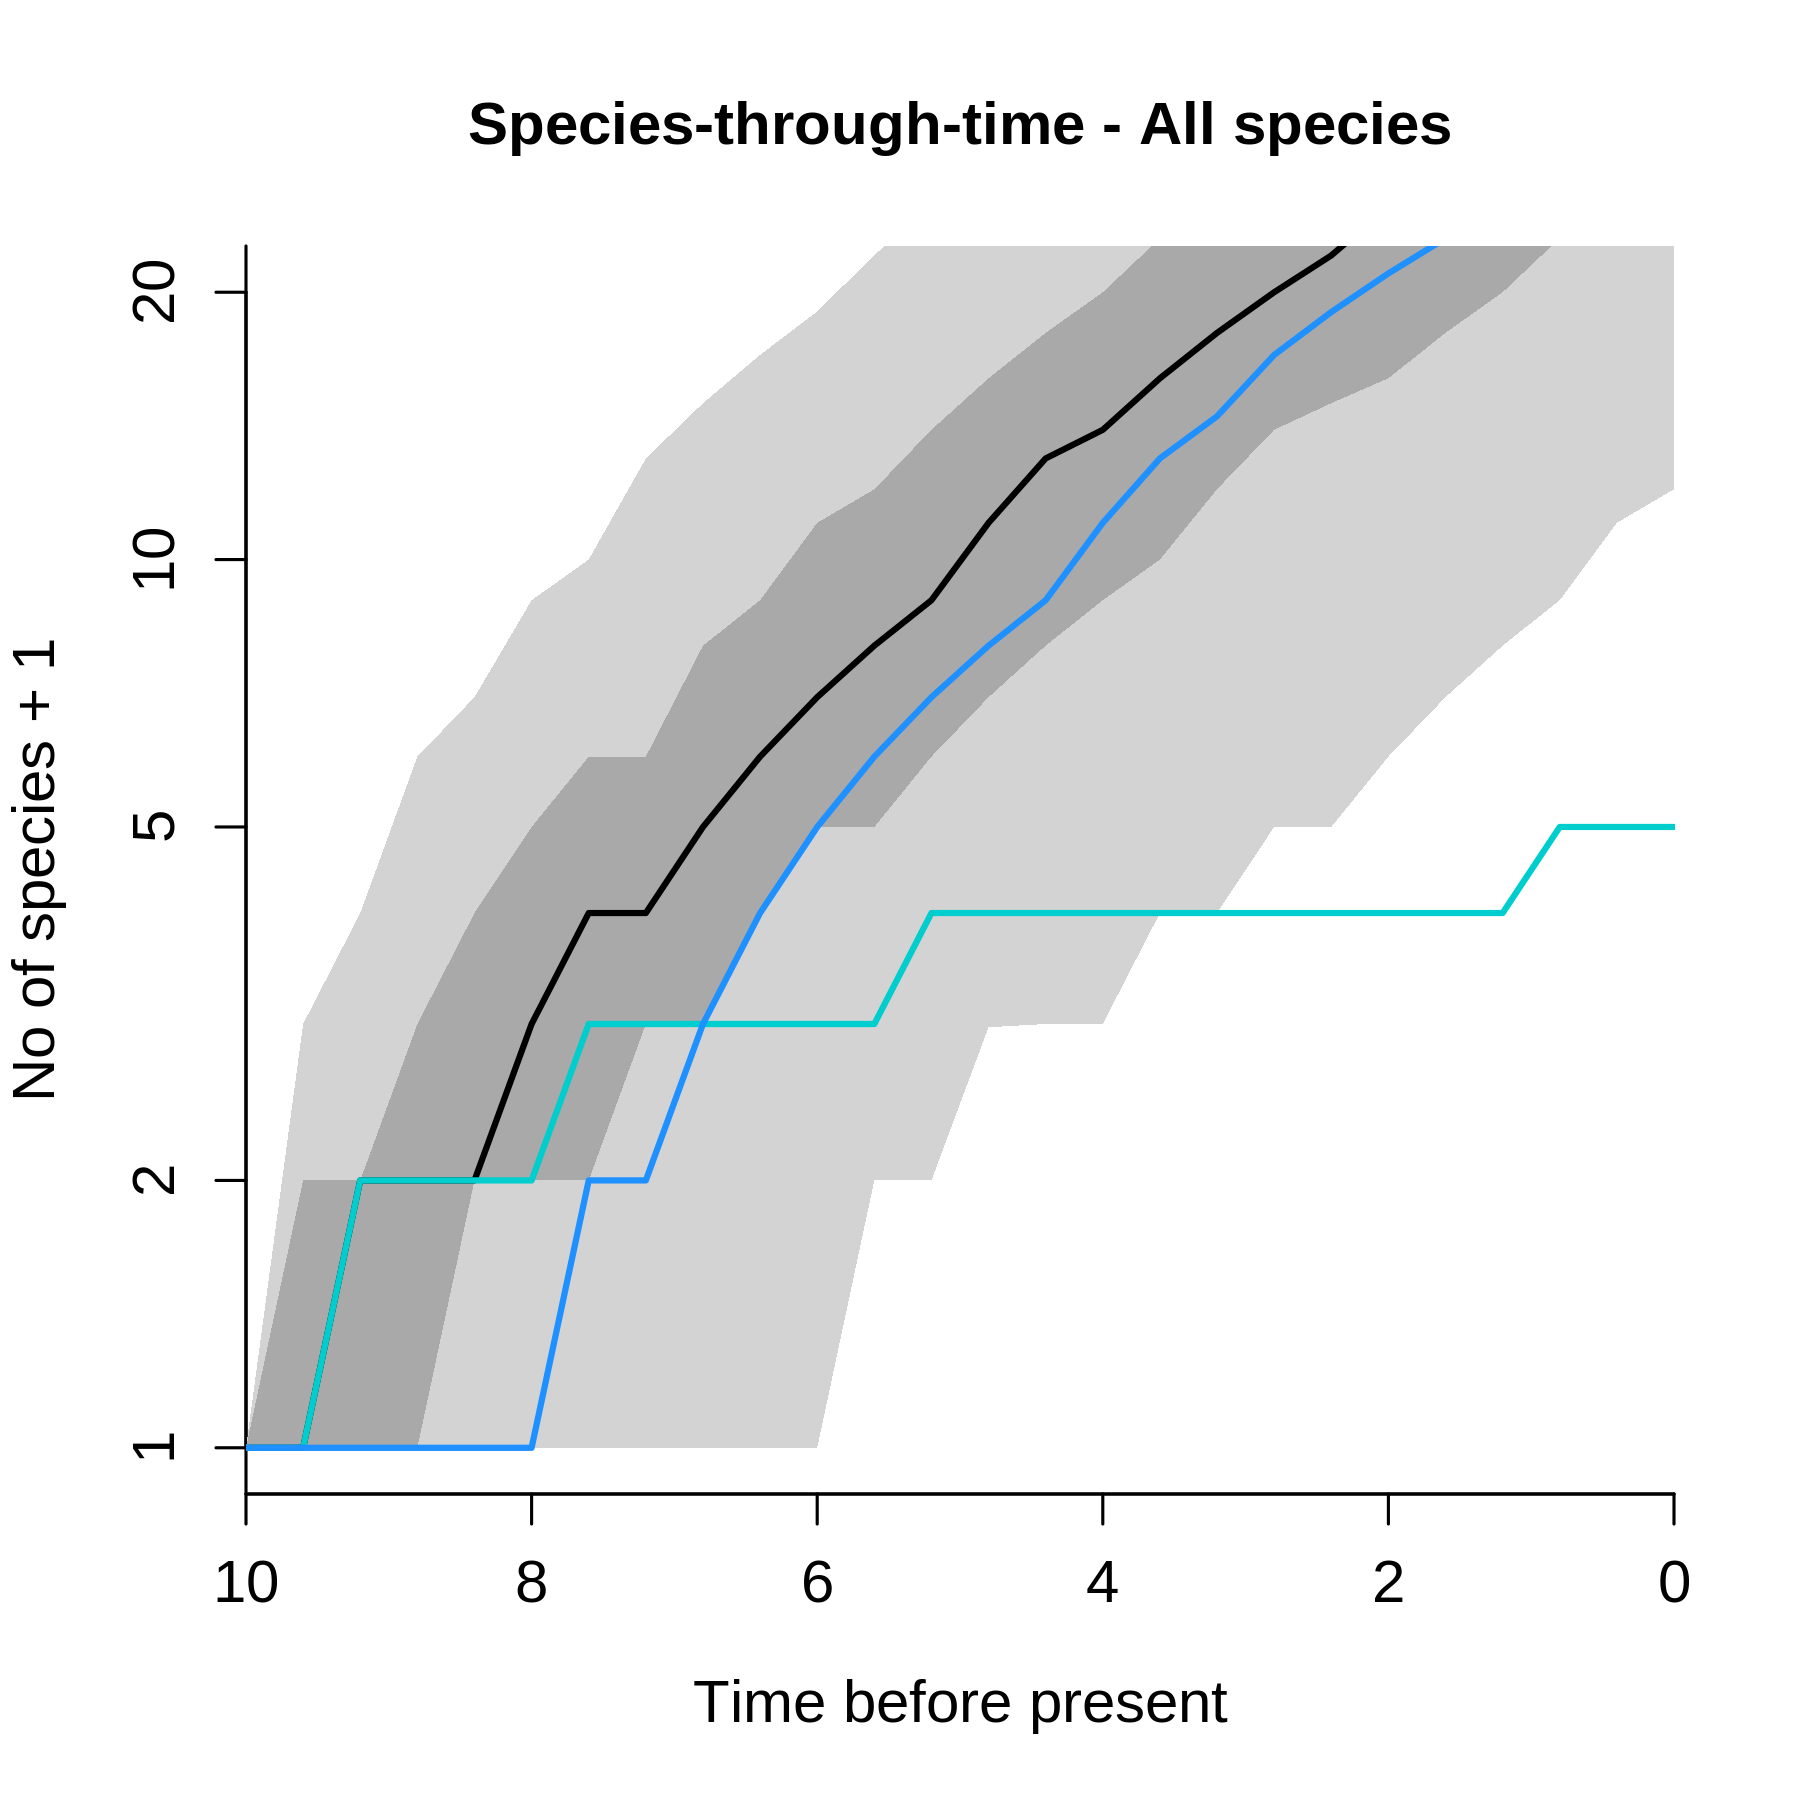 Species-through-time - All species
No of species + 1
20
10
5
2
1
10 8 6 4 2 0
Time before present